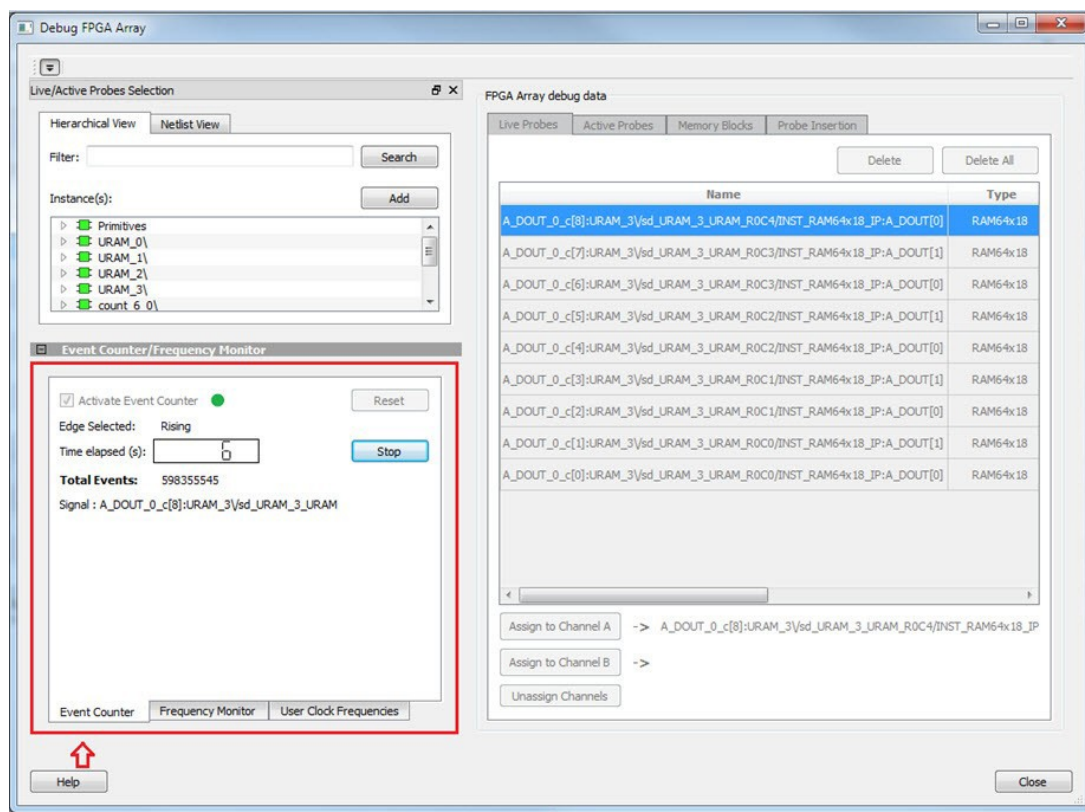 Debug FPGA Array
Live/Active Probes Selection
Hierarchical View Netlist View
Filter: Search
Instance(s): Add
Primitives
URAM_0\
URAM_1\
URAM_2\
URAM_3\
count_6_0\
Event Counter/Frequency Monitor
Activate Event Counter Reset
Edge Selected: Rising
Time elapsed (s): 6 Stop
Total Events: 598355545
Signal : A_DOUT_0_c[8]:URAM_3\/sd_URAM_3_URAM
Event Counter Frequency Monitor User Clock Frequencies
Help
FPGA Array debug data
Live Probes Active Probes Memory Blocks Probe Insertion
Delete Delete All
Name Type
A_DOUT_0_c[8]:URAM_3\/sd_URAM_3_URAM_R0C4/INST_RAM64x18_IP:A_DOUT[0] RAM64x18
A_DOUT_0_c[7]:URAM_3\/sd_URAM_3_URAM_R0C3/INST_RAM64x18_IP:A_DOUT[1] RAM64x18
A_DOUT_0_c[6]:URAM_3\/sd_URAM_3_URAM_R0C3/INST_RAM64x18_IP:A_DOUT[0] RAM64x18
A_DOUT_0_c[5]:URAM_3\/sd_URAM_3_URAM_R0C2/INST_RAM64x18_IP:A_DOUT[1] RAM64x18
A_DOUT_0_c[4]:URAM_3\/sd_URAM_3_URAM_R0C2/INST_RAM64x18_IP:A_DOUT[0] RAM64x18
A_DOUT_0_c[3]:URAM_3\/sd_URAM_3_URAM_R0C1/INST_RAM64x18_IP:A_DOUT[1] RAM64x18
A_DOUT_0_c[2]:URAM_3\/sd_URAM_3_URAM_R0C1/INST_RAM64x18_IP:A_DOUT[0] RAM64x18
A_DOUT_0_c[1]:URAM_3\/sd_URAM_3_URAM_R0C0/INST_RAM64x18_IP:A_DOUT[1] RAM64x18
A_DOUT_0_c[0]:URAM_3\/sd_URAM_3_URAM_R0C0/INST_RAM64x18_IP:A_DOUT[0] RAM64x18
Assign to Channel A -> A_DOUT_0_c[8]:URAM_3\/sd_URAM_3_URAM_R0C4/INST_RAM64x18_IP
Assign to Channel B ->
Unassign Channels
Close